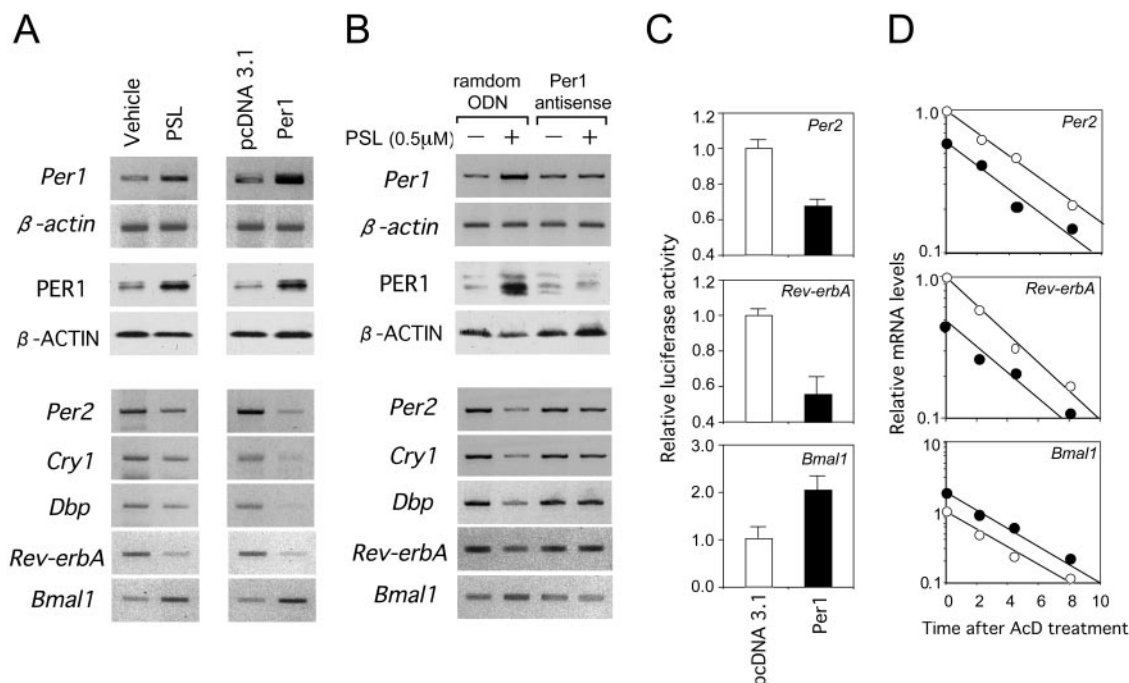 A
Vehicle
PSL
pcDNA 3.1
Per1
Per1
β-actin
PER1
β-ACTIN
Per2
Cry1
Dbp
Rev-erbA
Bmal1
B
ramdom
ODN
Per1
antisense
PSL (0.5μM)
− + − +
Per1
β-actin
PER1
β-ACTIN
Per2
Cry1
Dbp
Rev-erbA
Bmal1
C
Relative luciferase activity
Per2
1.2
1.0
0.8
0.6
0.4
Rev-erbA
1.2
1.0
0.8
0.6
0.4
Bmal1
3.0
2.0
1.0
0.0
pcDNA 3.1
Per1
D
Relative mRNA levels
Per2
1.0
0.1
Rev-erbA
1.0
0.1
Bmal1
10
1
0.1
0 2 4 6 8 10
Time after AcD treatment